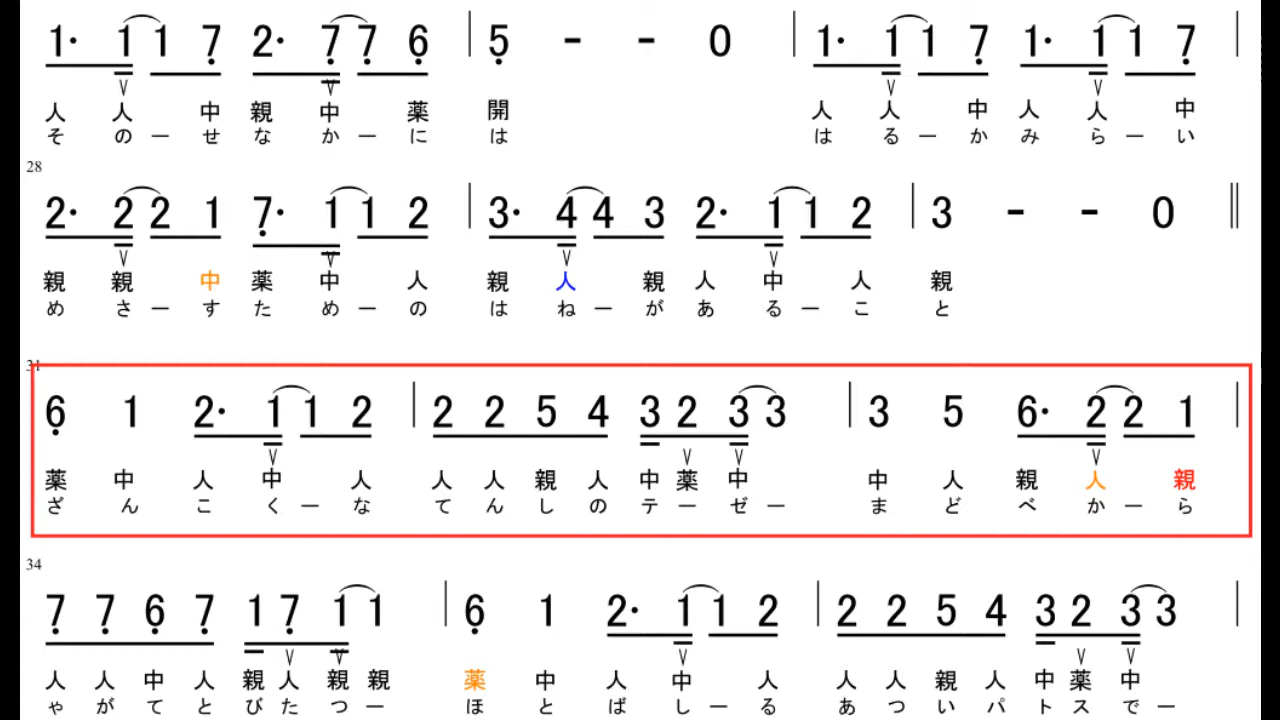 1· 1 1 7 2· 7 7 6 | 5 - - 0 | 1· 1 1 7 1· 1 1 7 |
V V V V
人 人 中 親 中 薬 開 人 人 中 人 人 中
そ の ー せ な か ー に は は る ー か み ら ー い
28
2· 2 2 1 7· 1 1 2 | 3· 4 4 3 2· 1 1 2 | 3 - - 0 ||
V V V V
親 親 中 薬 中 人 親 人 親 人 中 人 親
め さ ー す た め ー の は ね ー が あ る ー こ と
31
6 1 2· 1 1 2 | 2 2 5 4 3 2 3 3 | 3 5 6· 2 2 1 |
V V V V
薬 中 人 中 人 人 人 親 人 中 薬 中 中 人 親 人 親
ざ ん こ く ー な て ん し の テ ー ゼ ー ま ど べ か ー ら
34
7 7 6 7 1 7 1 1 | 6 1 2· 1 1 2 | 2 2 5 4 3 2 3 3 |
V V V V V
人 人 中 人 親 人 親 親 薬 中 人 中 人 人 人 親 人 中 薬 中
ゃ が て と び た つ ー ほ と ば し ー る あ つ い パ ト ス で ー